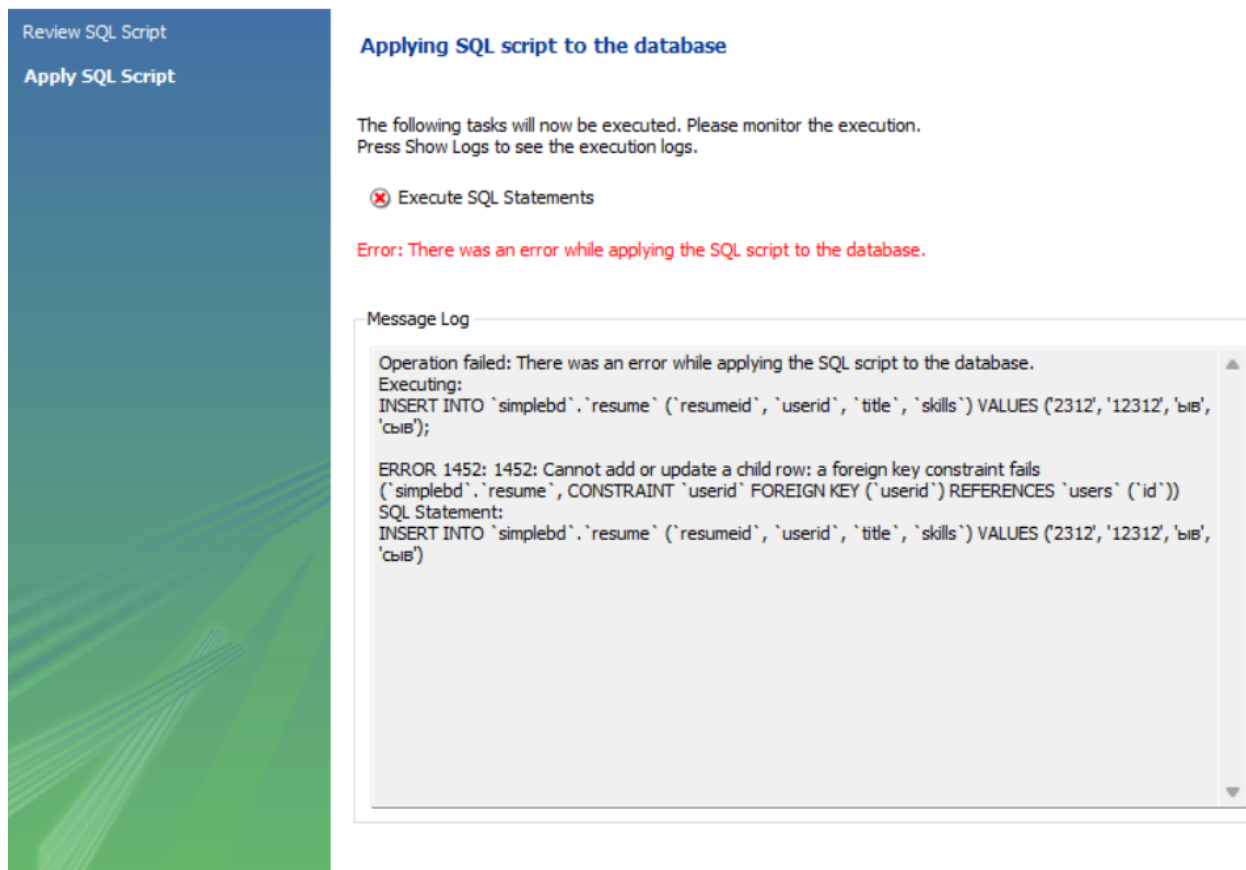 Review SQL Script
Apply SQL Script
Applying SQL script to the database
The following tasks will now be executed. Please monitor the execution.
Press Show Logs to see the execution logs.
Execute SQL Statements
Error: There was an error while applying the SQL script to the database.
Message Log
Operation failed: There was an error while applying the SQL script to the database.
Executing:
INSERT INTO `simplebd`.`resume` (`resumeid`, `userid`, `title`, `skills`) VALUES ('2312', '12312', 'ыв',
'сыв');
ERROR 1452: 1452: Cannot add or update a child row: a foreign key constraint fails
(`simplebd`.`resume`, CONSTRAINT `userid` FOREIGN KEY (`userid`) REFERENCES `users` (`id`))
SQL Statement:
INSERT INTO `simplebd`.`resume` (`resumeid`, `userid`, `title`, `skills`) VALUES ('2312', '12312', 'ыв',
'сыв')